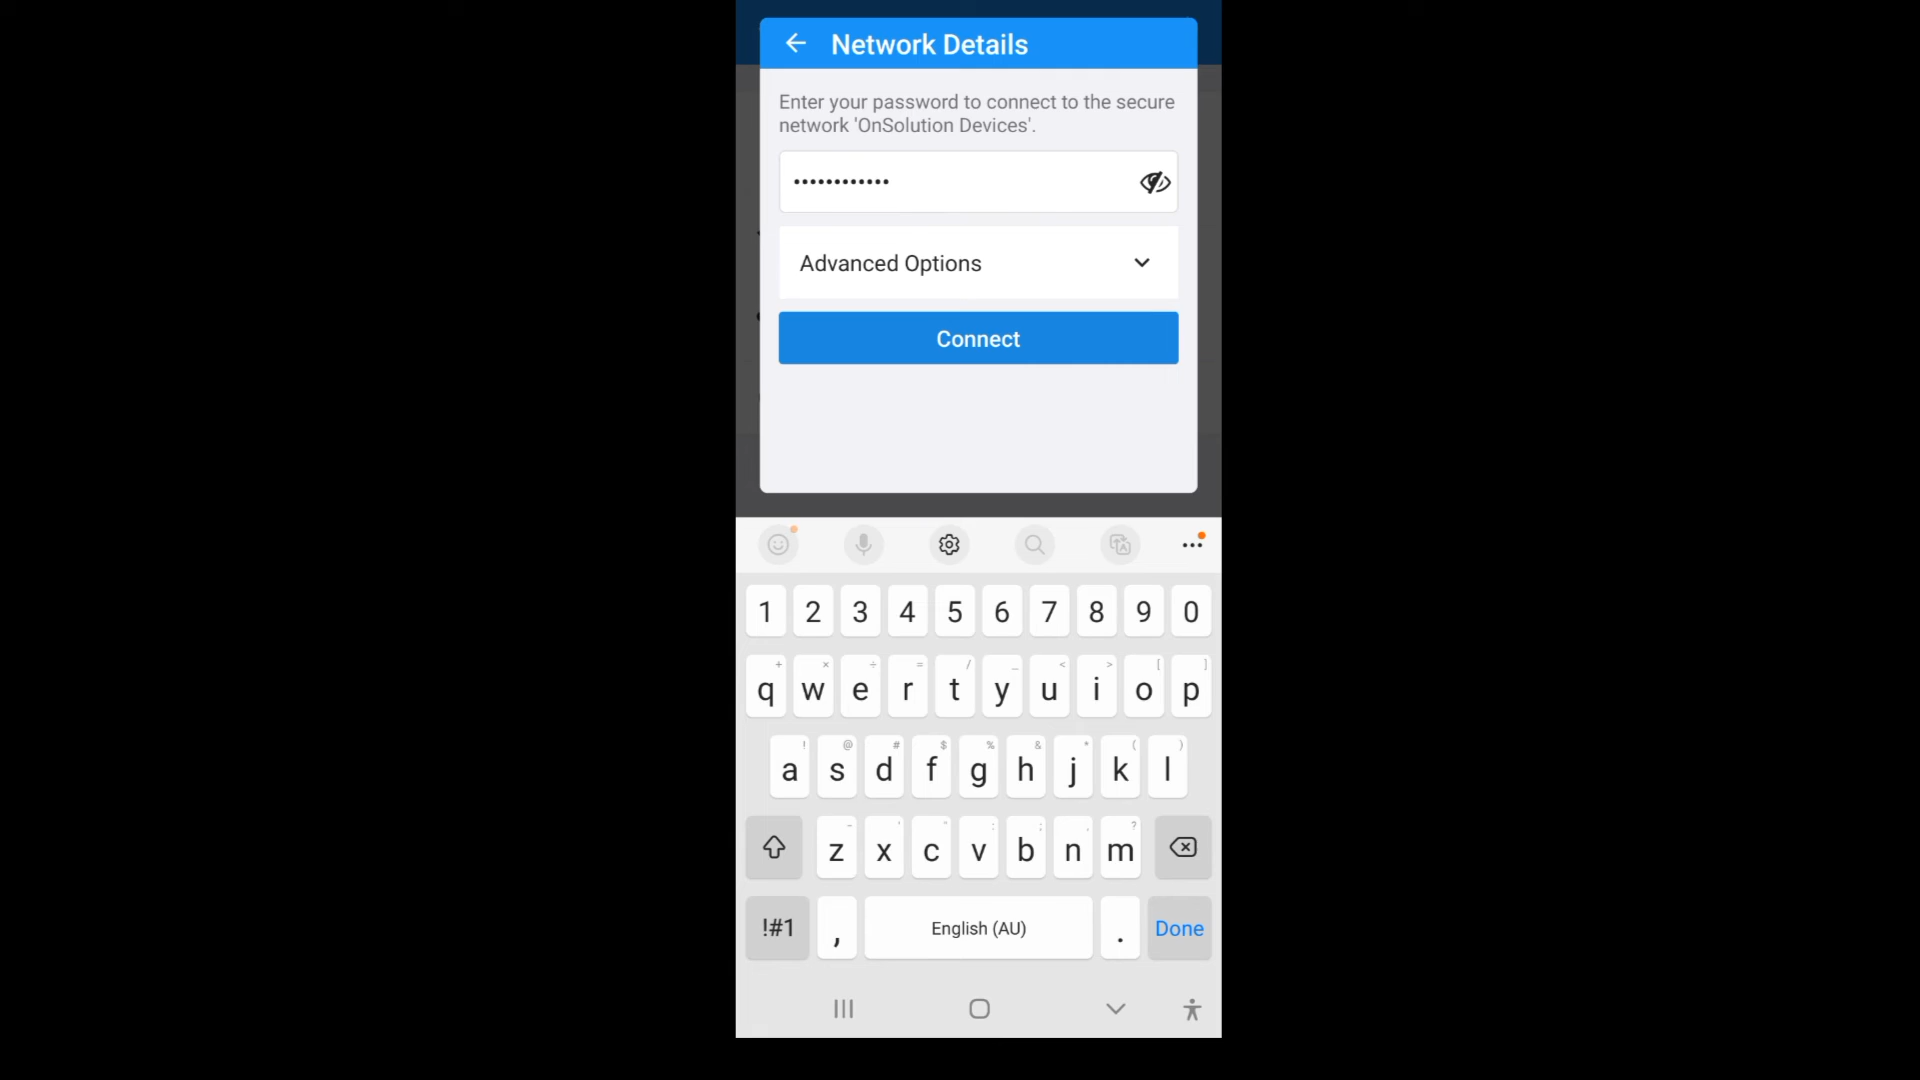 Network Details
Enter your password to connect to the secure
network 'OnSolution Devices'.
••••••••••••
Advanced Options
Connect
1 2 3 4 5 6 7 8 9 0
+ × ÷ = / _ < > [ ]
q w e r t y u i o p
! @ # $ % & * ( )
a s d f g h j k l
- ' " : ; , ?
z x c v b n m
!#1 , English (AU) . Done